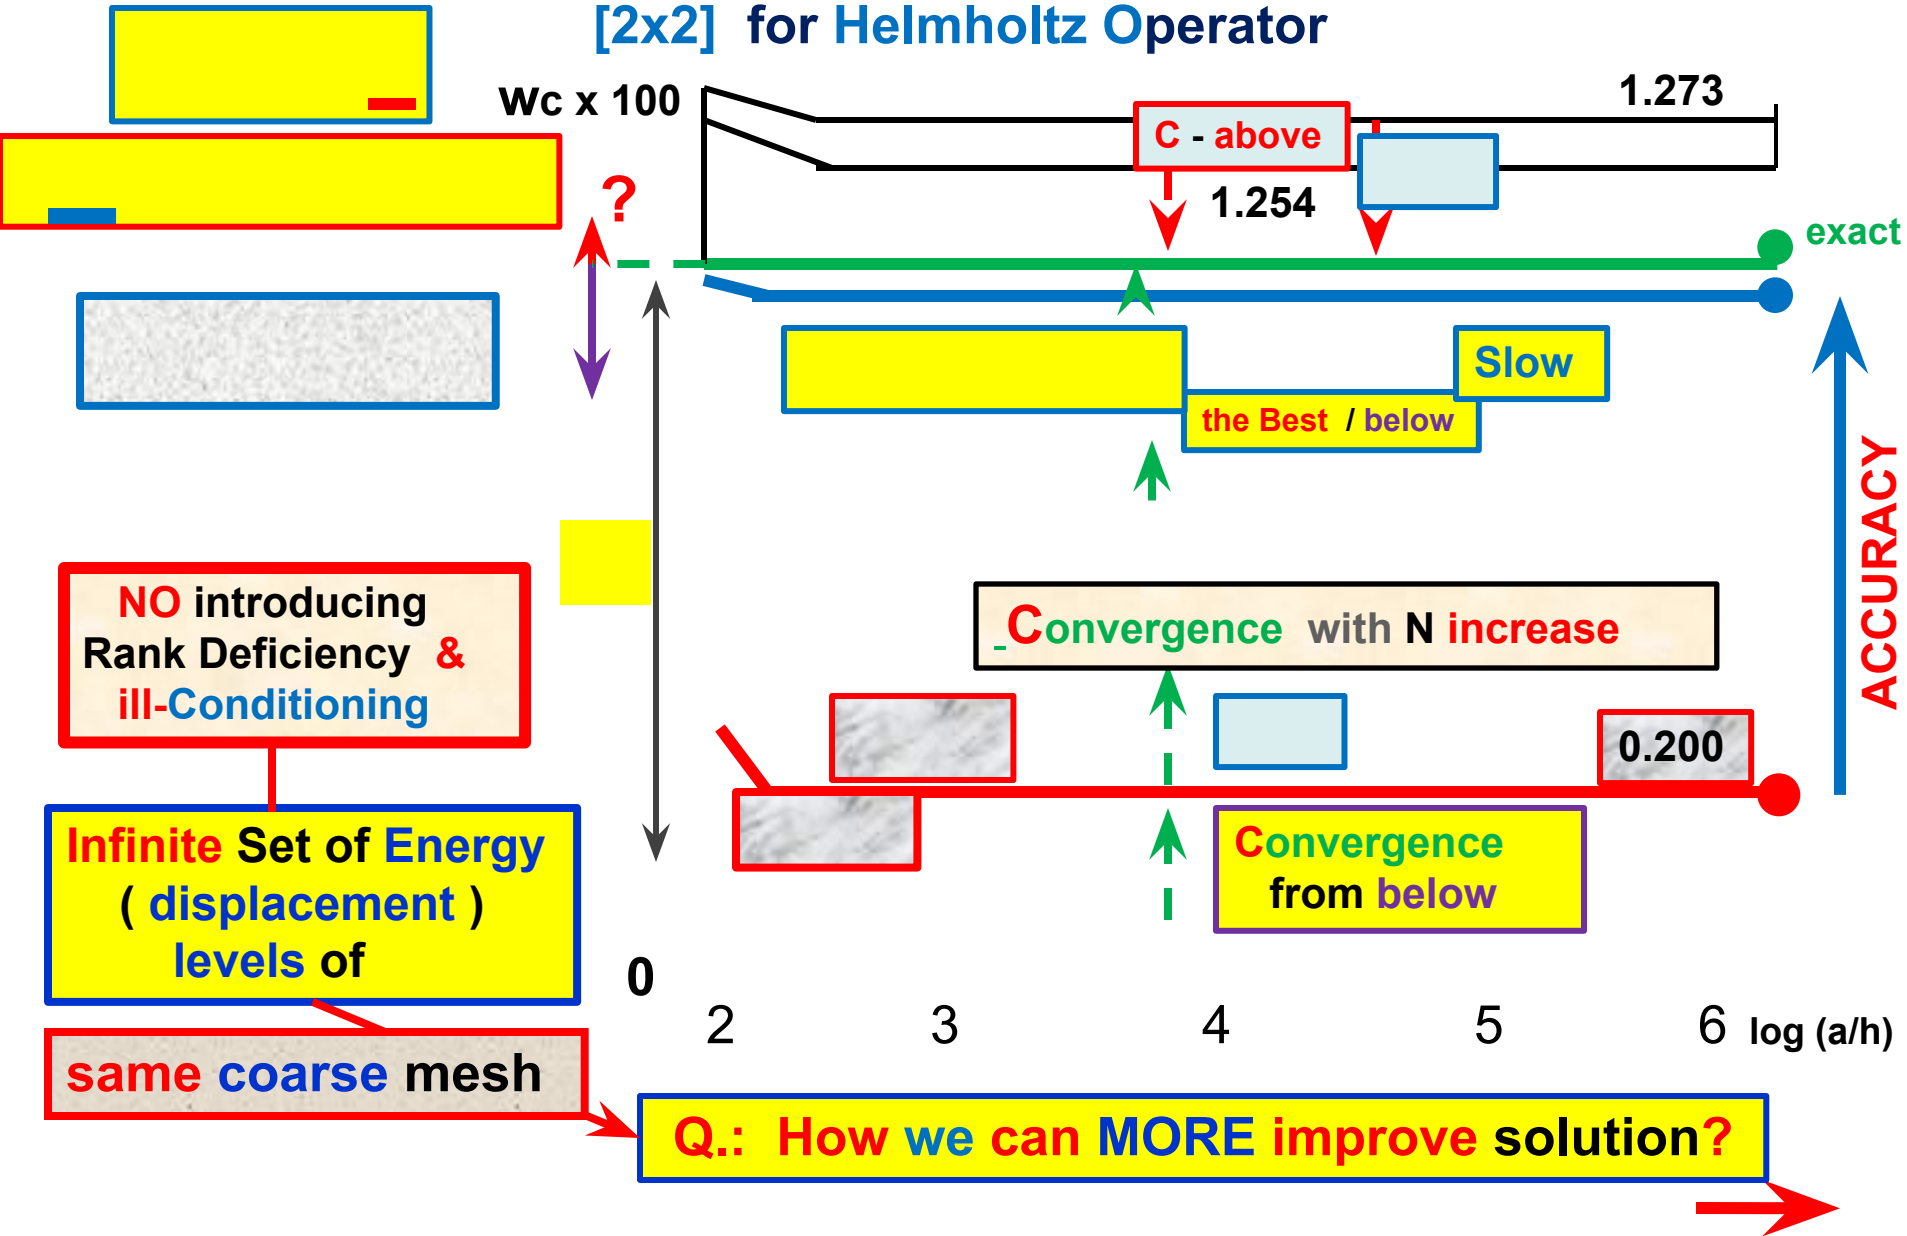 [2x2] for Helmholtz Operator
Wc x 100
1.273
C - above
?
1.254
exact
Slow
the Best / below
ACCURACY
NO introducing
Rank Deficiency &
ill-Conditioning
_Convergence with N increase
0.200
Infinite Set of Energy
( displacement )
levels of
Convergence
from below
0
2 3 4 5 6 log (a/h)
same coarse mesh
Q.: How we can MORE improve solution?